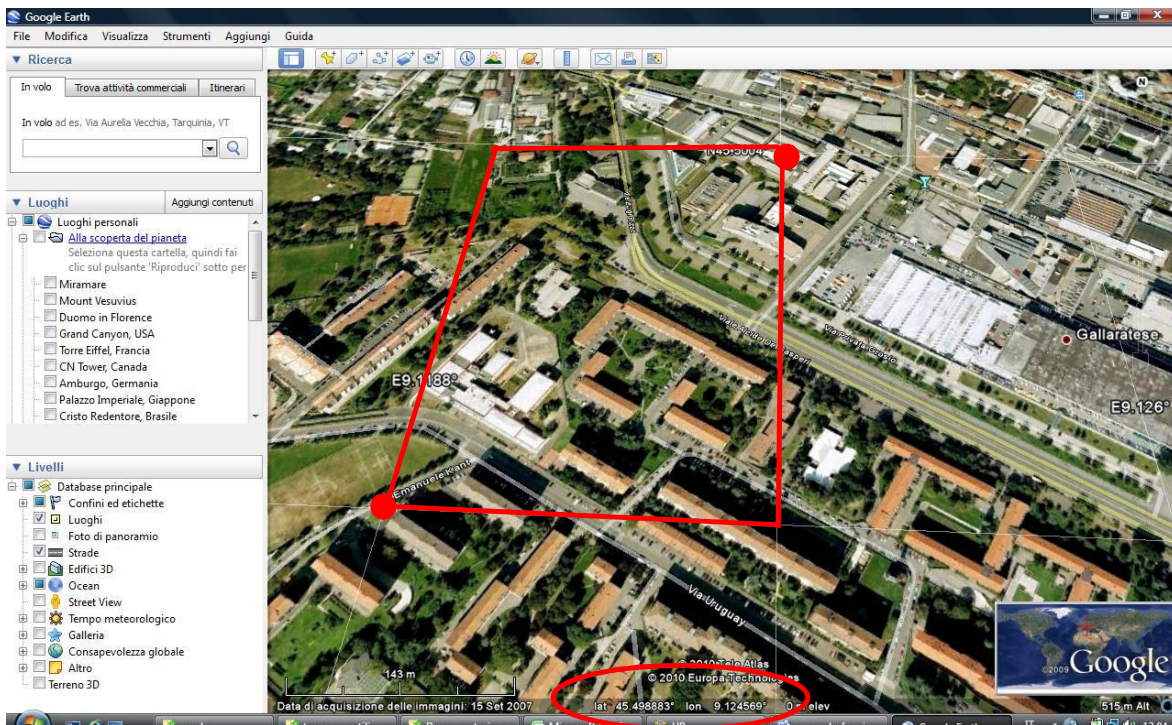 Google Earth
File Modifica Visualizza Strumenti Aggiungi Guida
Ricerca
In volo Trova attività commerciali Itinerari
In volo ad es. Via Aurelia Vecchia, Tarquinia, VT
Luoghi Aggiungi contenuti
Luoghi personali
Alla scoperta del pianeta
Seleziona questa cartella, quindi fai
clic sul pulsante 'Riproduci' sotto per
Miramare
Mount Vesuvius
Duomo in Florence
Grand Canyon, USA
Torre Eiffel, Francia
CN Tower, Canada
Amburgo, Germania
Palazzo Imperiale, Giappone
Cristo Redentore, Brasile
Livelli
Database principale
Confini ed etichette
Luoghi
Foto di panoramio
Strade
Edifici 3D
Ocean
Street View
Tempo meteorologico
Galleria
Consapevolezza globale
Altro
Terreno 3D
N
N45.5004
Viale Alcide De Gasperi
Gallaratese
E9.1188°
E9.126°
Emanuele Kant
Via Uruguay
© 2010 Tele Atlas
© 2010 Europa Technologies
143 m
©2009 Google
Data di acquisizione delle immagini: 15 Set 2007 lat 45.498883° lon 9.124569° 0 m elev 515 m Alt